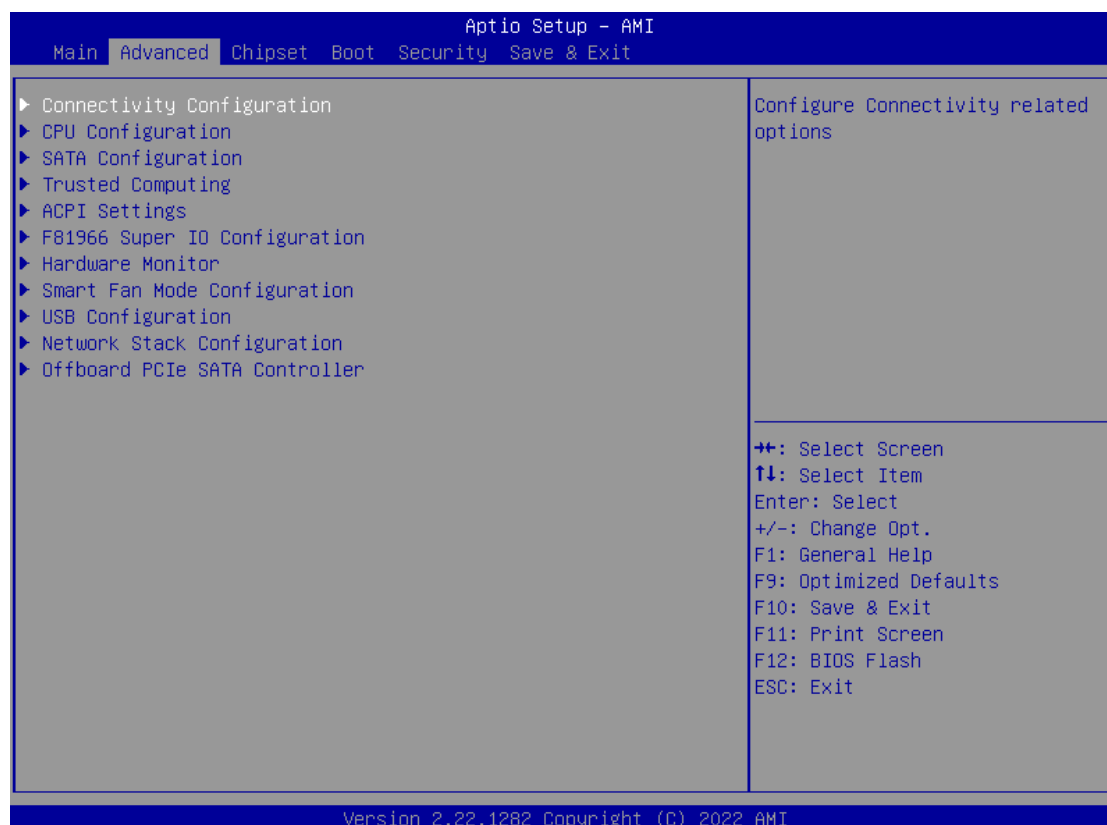 Aptio Setup – AMI
Main Advanced Chipset Boot Security Save & Exit
▶ Connectivity Configuration
▶ CPU Configuration
▶ SATA Configuration
▶ Trusted Computing
▶ ACPI Settings
▶ F81966 Super IO Configuration
▶ Hardware Monitor
▶ Smart Fan Mode Configuration
▶ USB Configuration
▶ Network Stack Configuration
▶ Offboard PCIe SATA Controller
Configure Connectivity related
options
→←: Select Screen
↑↓: Select Item
Enter: Select
+/-: Change Opt.
F1: General Help
F9: Optimized Defaults
F10: Save & Exit
F11: Print Screen
F12: BIOS Flash
ESC: Exit
Version 2.22.1282 Copyright (C) 2022 AMI